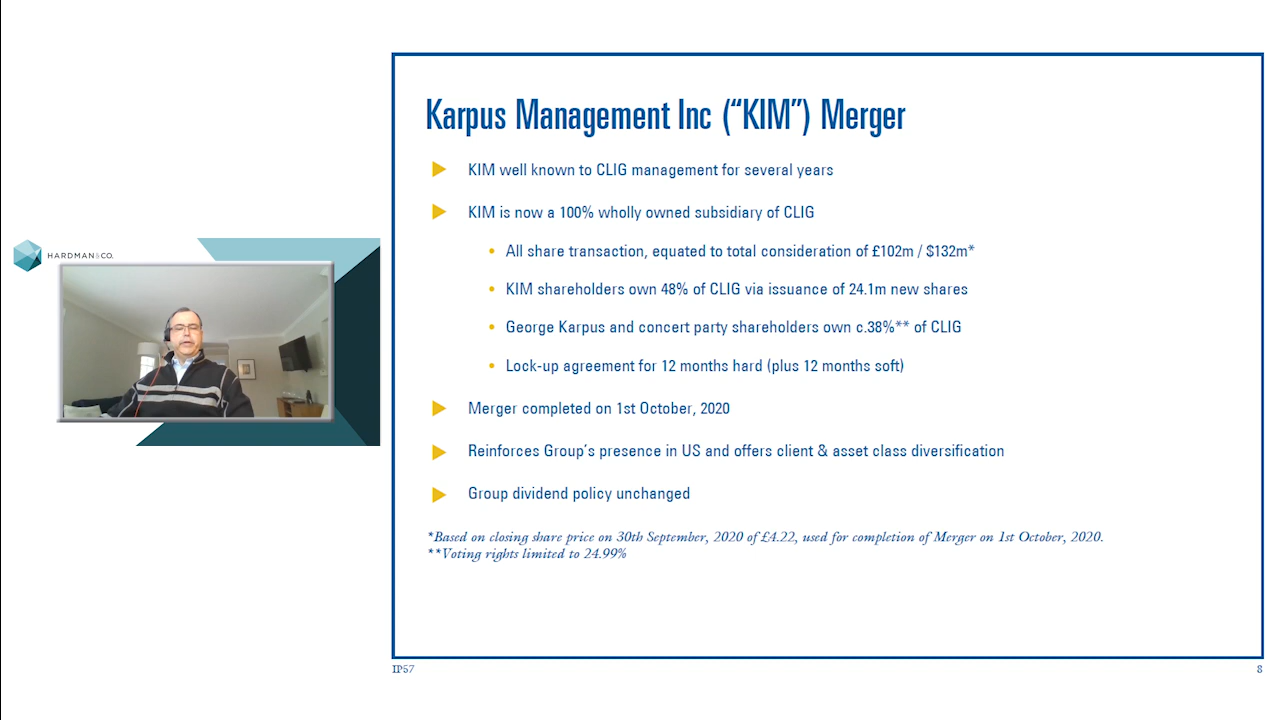 HARDMAN&CO.
Karpus Management Inc (“KIM”) Merger
KIM well known to CLIG management for several years
KIM is now a 100% wholly owned subsidiary of CLIG
All share transaction, equated to total consideration of £102m / $132m*
KIM shareholders own 48% of CLIG via issuance of 24.1m new shares
George Karpus and concert party shareholders own c.38%** of CLIG
Lock-up agreement for 12 months hard (plus 12 months soft)
Merger completed on 1st October, 2020
Reinforces Group’s presence in US and offers client & asset class diversification
Group dividend policy unchanged
*Based on closing share price on 30th September, 2020 of £4.22, used for completion of Merger on 1st October, 2020.
**Voting rights limited to 24.99%
IP57
8